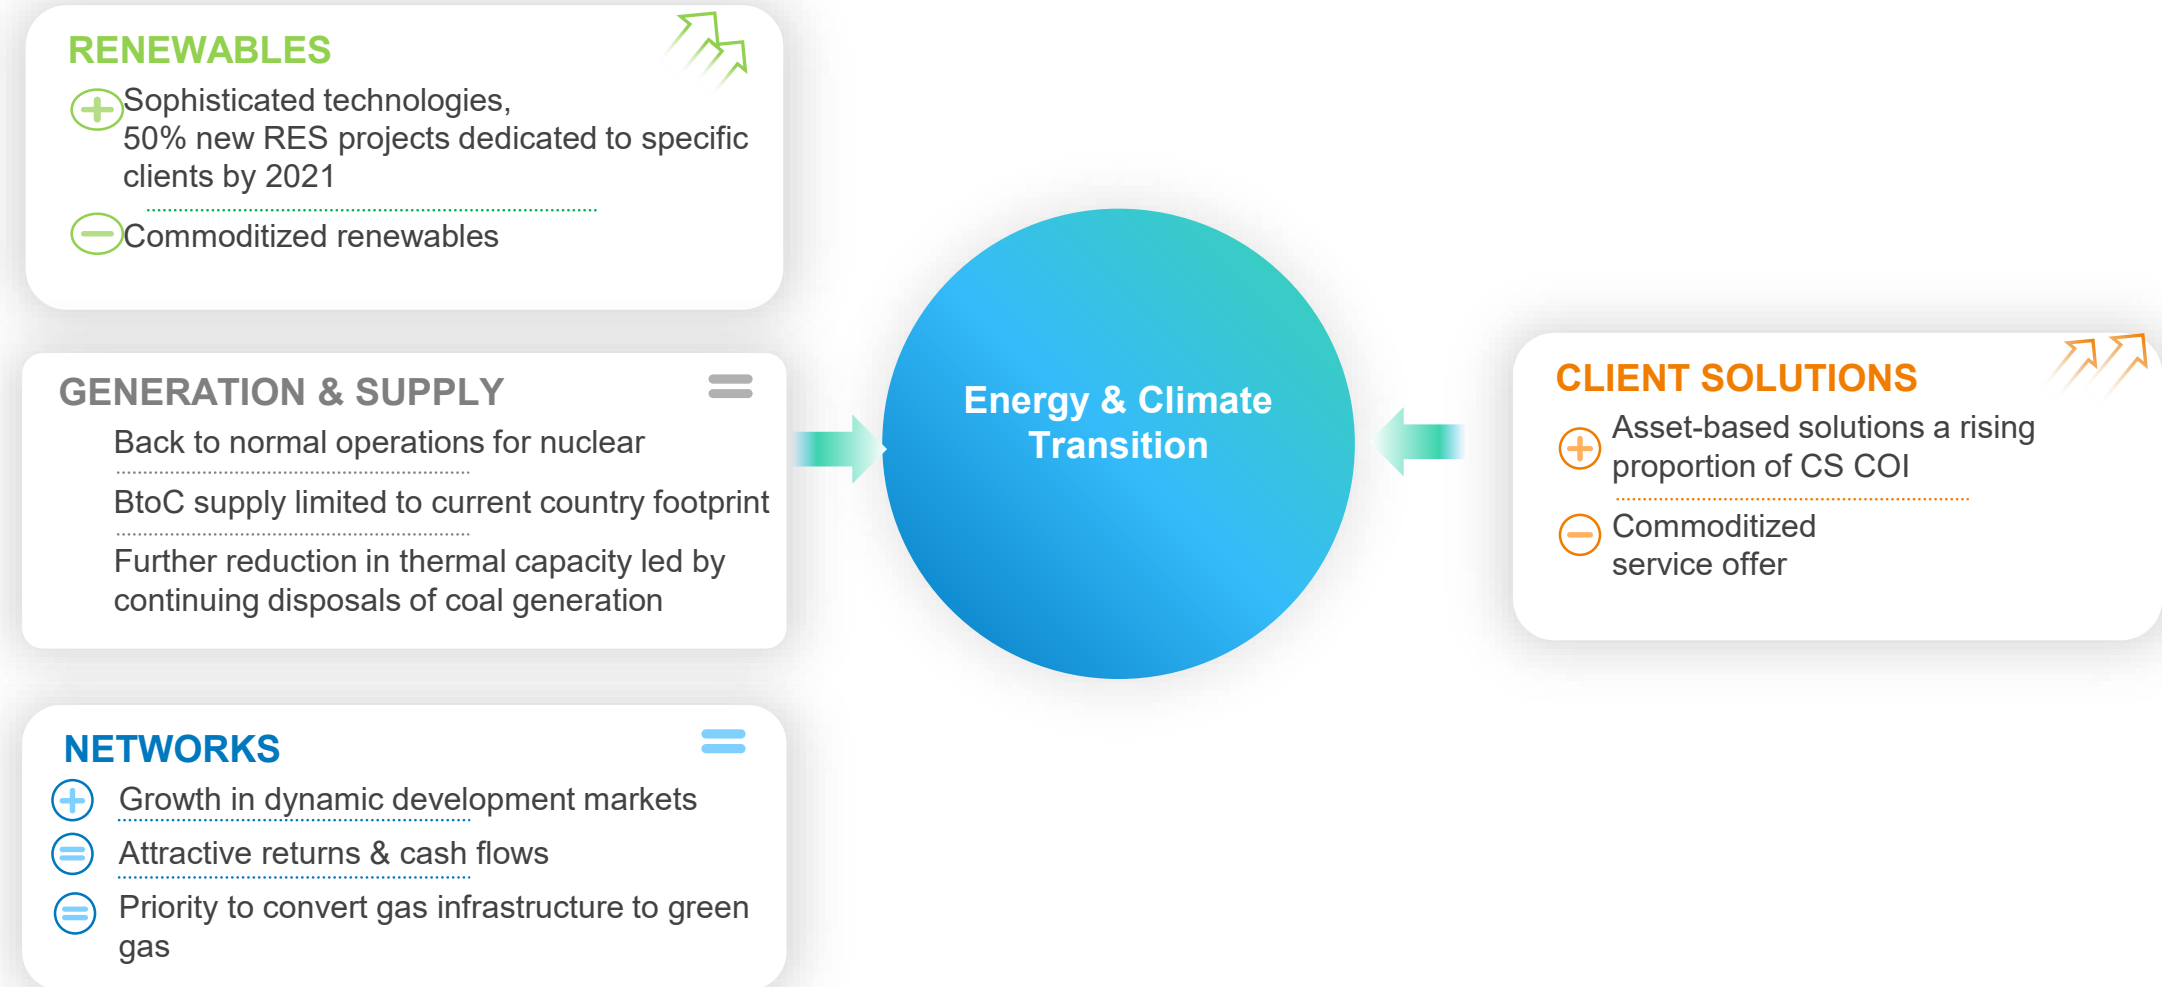 RENEWABLES
Sophisticated technologies,
50% new RES projects dedicated to specific
clients by 2021
Commoditized renewables
GENERATION & SUPPLY
Back to normal operations for nuclear
BtoC supply limited to current country footprint
Further reduction in thermal capacity led by
continuing disposals of coal generation
NETWORKS
Growth in dynamic development markets
Attractive returns & cash flows
Priority to convert gas infrastructure to green
gas
Energy & Climate
Transition
CLIENT SOLUTIONS
Asset-based solutions a rising
proportion of CS COI
Commoditized
service offer